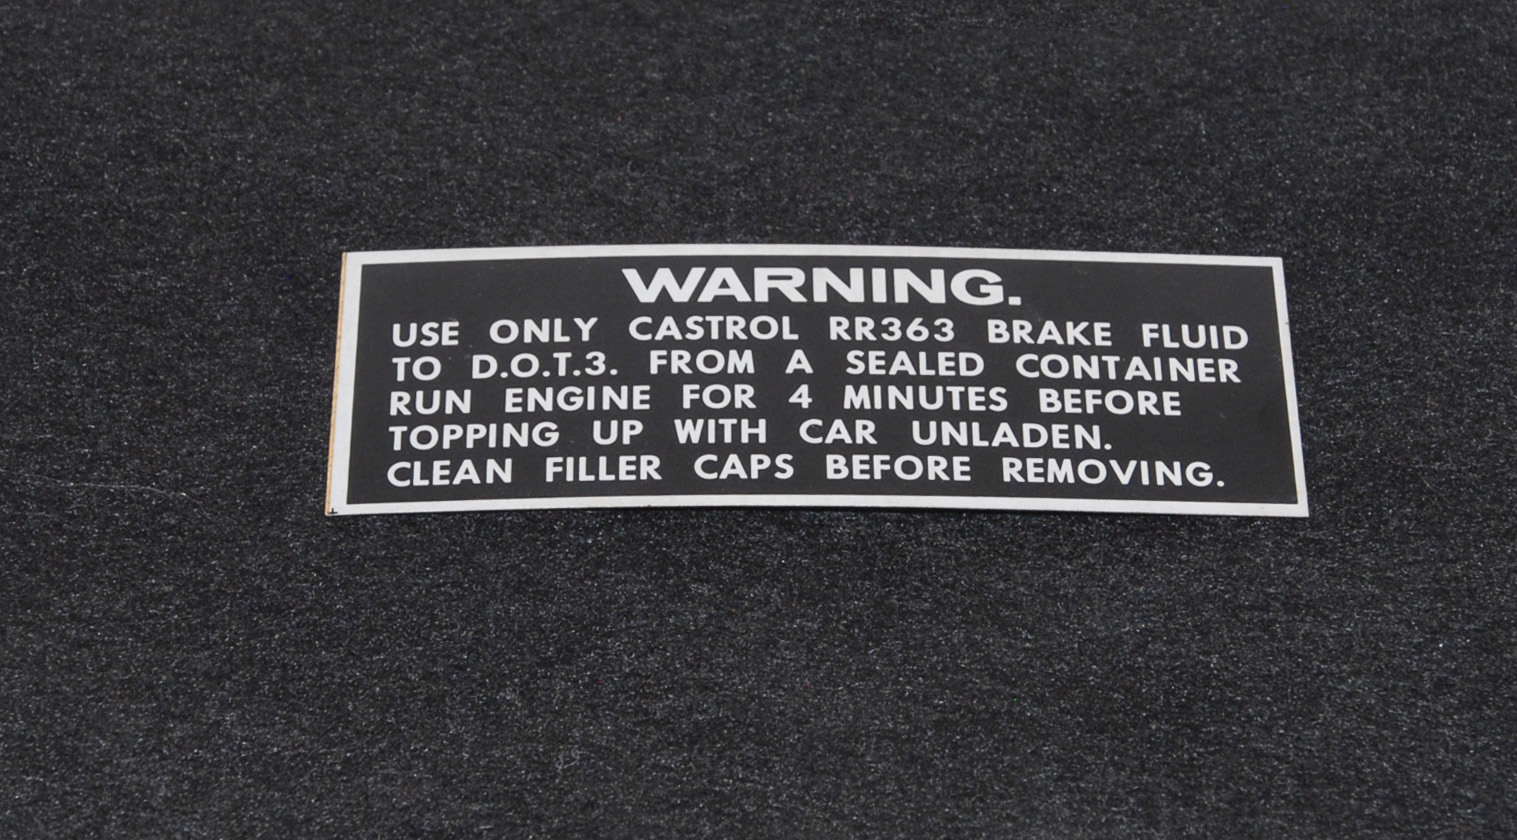 WARNING.
USE ONLY CASTROL RR363 BRAKE FLUID
TO D.O.T.3. FROM A SEALED CONTAINER
RUN ENGINE FOR 4 MINUTES BEFORE
TOPPING UP WITH CAR UNLADEN.
CLEAN FILLER CAPS BEFORE REMOVING.